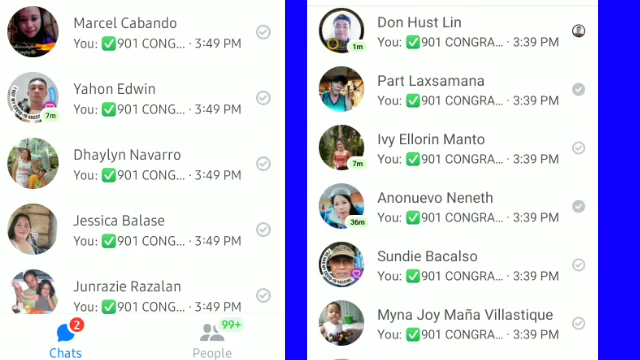 Marcel Cabando
You: ✅901 CONG... · 3:49 PM
Yahon Edwin
You: ✅901 CONG... · 3:49 PM
7m
Dhaylyn Navarro
You: ✅901 CONG... · 3:49 PM
Jessica Balase
You: ✅901 CONG... · 3:49 PM
Junrazie Razalan
You: ✅901 CONG... · 3:49 PM
2
99+
Chats
People
Don Hust Lin
You: ✅901 CONGRA... · 3:39 PM
1m
Part Laxsamana
You: ✅901 CONGRA... · 3:39 PM
Ivy Ellorin Manto
You: ✅901 CONGRA... · 3:39 PM
7m
Anonuevo Neneth
You: ✅901 CONGRA... · 3:39 PM
36m
Sundie Bacalso
You: ✅901 CONGRA... · 3:39 PM
Myna Joy Maña Villastique
You: ✅901 CONGRA... · 3:39 PM